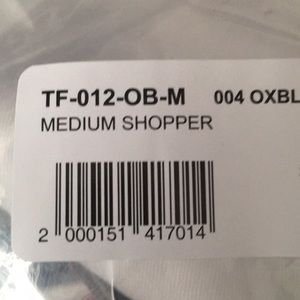 TF-012-OB-M 004 OXBL
MEDIUM SHOPPER
2 000151 417014